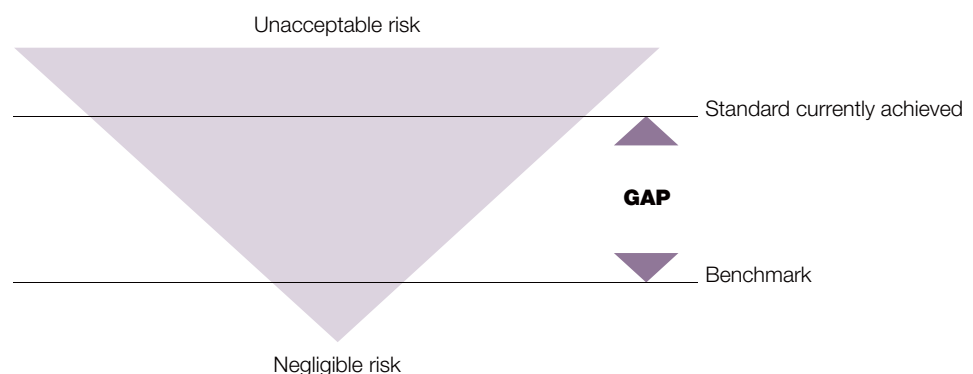 Unacceptable risk
Standard currently achieved
GAP
Benchmark
Negligible risk